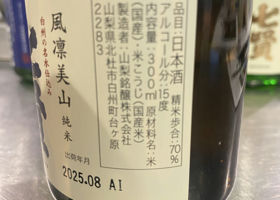 品目:日本酒 精米歩合:70%
アルコール分:15度
内容量:300ml 原材料名:米
(国産)・米こうじ(国産米)
製造者:山梨銘醸株式会社
山梨県北杜市白州町台ヶ原
2283
風凛美山 純米
白州の名水仕込み
出荷年月
2025.08 AI
七賢